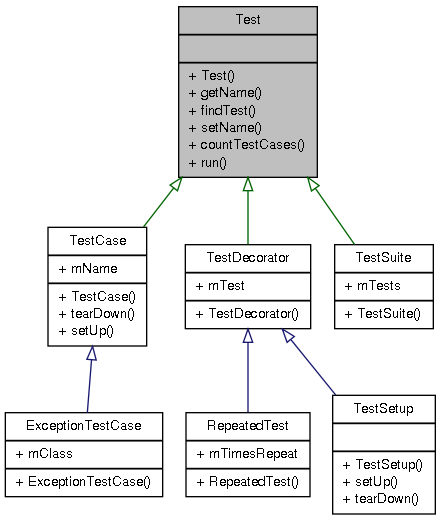 Test
+ Test()
+ getName()
+ findTest()
+ setName()
+ countTestCases()
+ run()
TestCase
+ mName
+ TestCase()
+ tearDown()
+ setUp()
TestDecorator
+ mTest
+ TestDecorator()
TestSuite
+ mTests
+ TestSuite()
ExceptionTestCase
+ mClass
+ ExceptionTestCase()
RepeatedTest
+ mTimesRepeat
+ RepeatedTest()
TestSetup
+ TestSetup()
+ setUp()
+ tearDown()